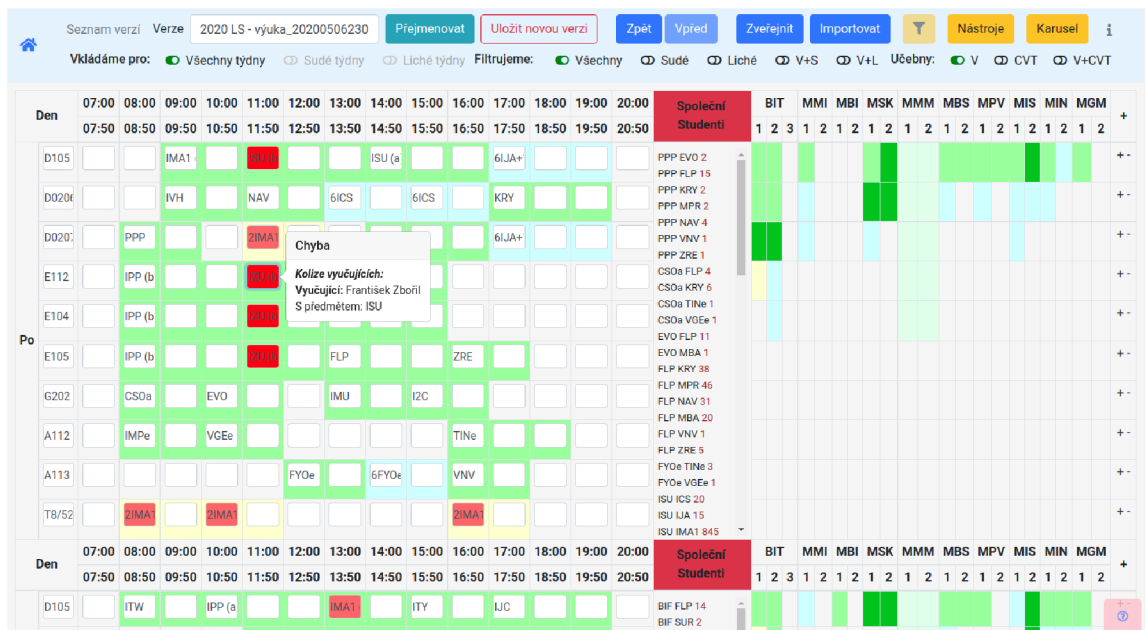 Seznam verzí Verze 2020 LS - výuka_20200506230 Přejmenovat Uložit novou verzi Zpět Vpřed Zveřejnit Importovat Nástroje Karusel i
Vkládáme pro: Všechny týdny Sudé týdny Liché týdny Filtrujeme: Všechny Sudé Liché V+S V+L Učebny: V CVT V+CVT
Den 07:00 08:00 09:00 10:00 11:00 12:00 13:00 14:00 15:00 16:00 17:00 18:00 19:00 20:00 Společní Studenti BIT MMI MBI MSK MMM MBS MPV MIS MIN MGM +
07:50 08:50 09:50 10:50 11:50 12:50 13:50 14:50 15:50 16:50 17:50 18:50 19:50 20:50 1 2 3 1 2 1 2 1 2 1 2 1 2 1 2 1 2 1 2 1 2
Po
D105 IMA1 ISU (a 6IJA+ + -
D0206 IVH NAV 6ICS 6ICS KRY + -
D0207 PPP 2IMA1 6IJA+ + -
E112 IPP (b + -
E104 IPP (b + -
E105 IPP (b FLP ZRE + -
G202 CSOa EVO IMU I2C + -
A112 IMPe VGEe TINe + -
A113 FYOe 6FYOe VNV + -
T8/52 2IMA1 2IMA1 2IMA1 + -
Chyba
Kolize vyučujících:
Vyučující: František Zbořil
S předmětem: ISU
PPP EVO 2
PPP FLP 15
PPP KRY 2
PPP MPR 2
PPP NAV 4
PPP VNV 1
PPP ZRE 1
CSOa FLP 4
CSOa KRY 6
CSOa TINe 1
CSOa VGEe 1
EVO FLP 11
EVO MBA 1
FLP KRY 38
FLP MPR 46
FLP NAV 31
FLP MBA 20
FLP VNV 1
FLP ZRE 5
FYOe TINe 3
FYOe VGEe 1
ISU ICS 20
ISU IJA 15
ISU IMA1 845
Den 07:00 08:00 09:00 10:00 11:00 12:00 13:00 14:00 15:00 16:00 17:00 18:00 19:00 20:00 Společní Studenti BIT MMI MBI MSK MMM MBS MPV MIS MIN MGM +
07:50 08:50 09:50 10:50 11:50 12:50 13:50 14:50 15:50 16:50 17:50 18:50 19:50 20:50 1 2 3 1 2 1 2 1 2 1 2 1 2 1 2 1 2 1 2 1 2
D105 ITW IPP (a IMA1 ITY IJC + -
BIF FLP 14
BIF SUR 2